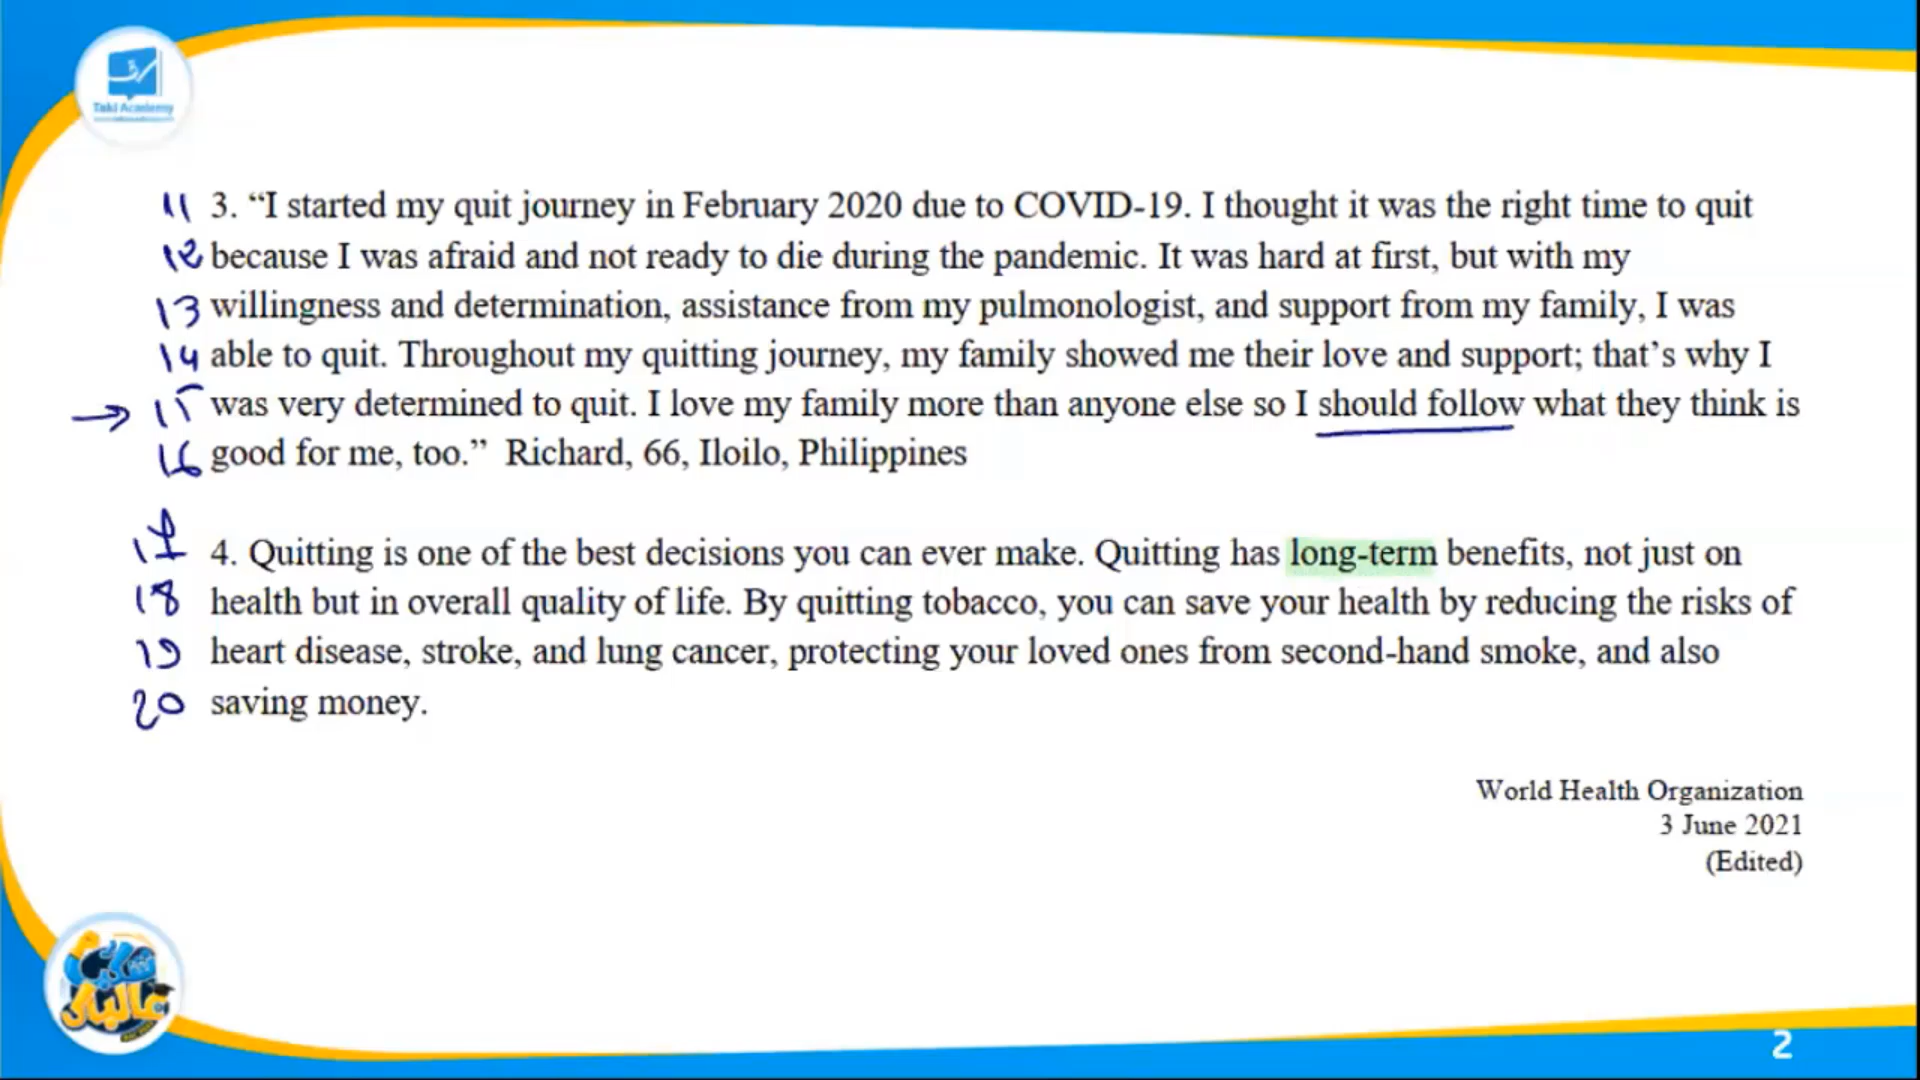 Taki Academy
11 3. “I started my quit journey in February 2020 due to COVID-19. I thought it was the right time to quit
12 because I was afraid and not ready to die during the pandemic. It was hard at first, but with my
13 willingness and determination, assistance from my pulmonologist, and support from my family, I was
14 able to quit. Throughout my quitting journey, my family showed me their love and support; that’s why I
→ 15 was very determined to quit. I love my family more than anyone else so I should follow what they think is
16 good for me, too.” Richard, 66, Iloilo, Philippines
17 4. Quitting is one of the best decisions you can ever make. Quitting has long-term benefits, not just on
18 health but in overall quality of life. By quitting tobacco, you can save your health by reducing the risks of
19 heart disease, stroke, and lung cancer, protecting your loved ones from second-hand smoke, and also
20 saving money.
World Health Organization
3 June 2021
(Edited)
2